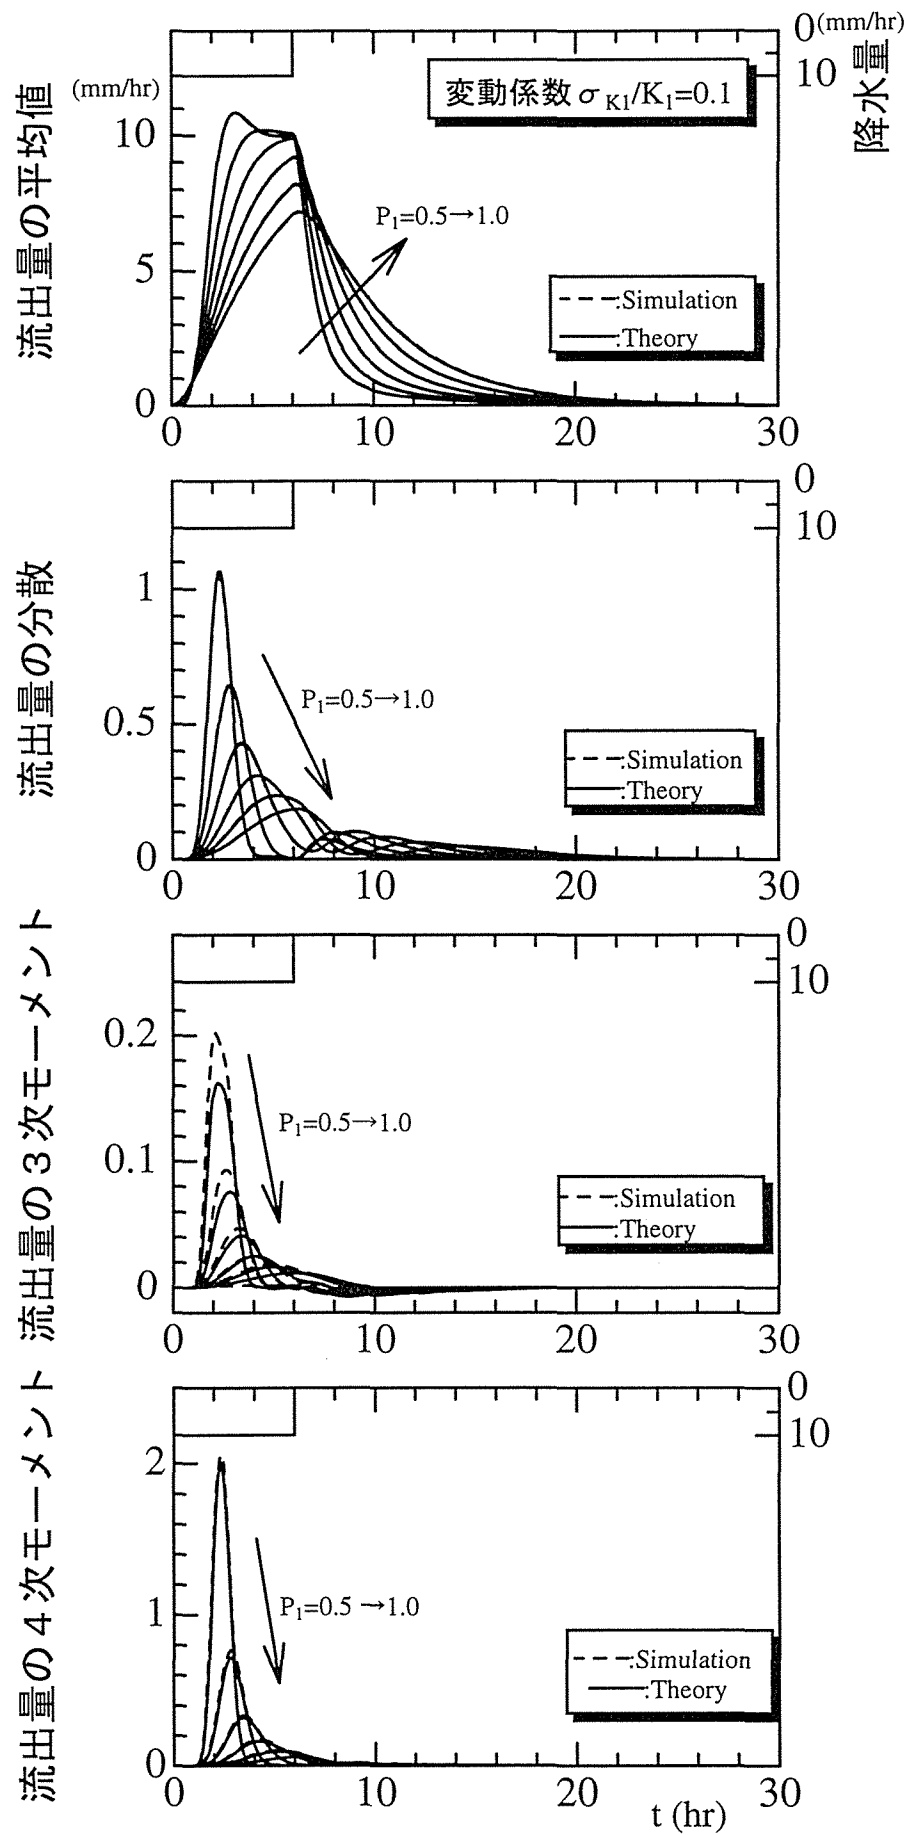 0(mm/hr)
10
降水量
(mm/hr)
変動係数σK1/K1=0.1
流出量の平均値
10
5
0
P1=0.5→1.0
:Simulation
:Theory
0 10 20 30
0
10
流出量の分散
1
0.5
0
P1=0.5→1.0
:Simulation
:Theory
0 10 20 30
0
10
流出量の3次モーメント
0.2
0.1
0
P1=0.5→1.0
:Simulation
:Theory
0 10 20 30
0
10
流出量の4次モーメント
2
1
0
P1=0.5→1.0
:Simulation
:Theory
0 10 20 30
t (hr)